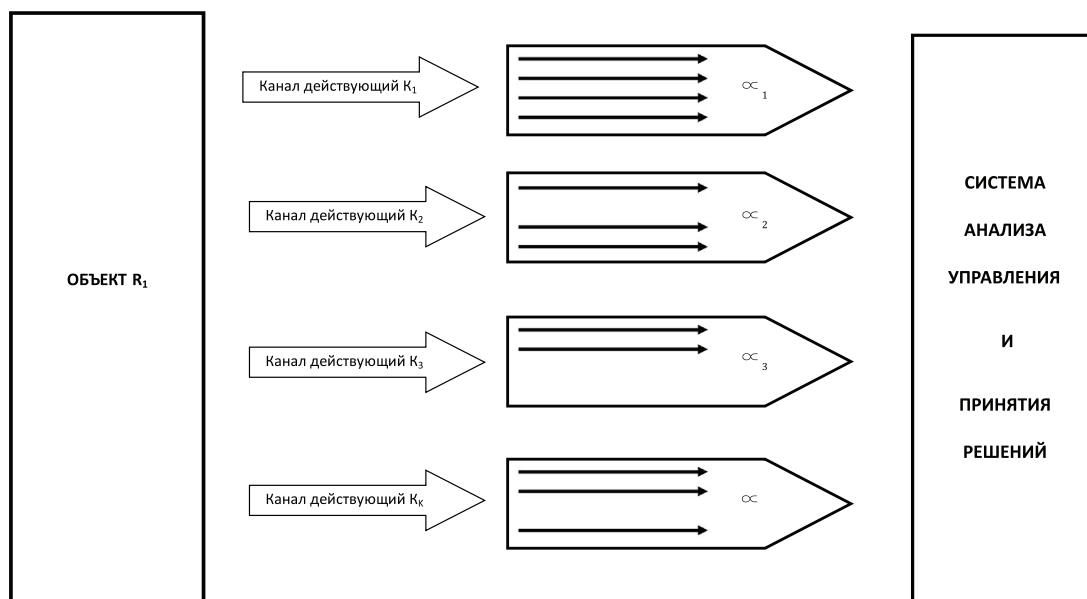 ОБЪЕКТ R₁
Канал действующий К₁
∝ ₁
Канал действующий К₂
∝ ₂
Канал действующий К₃
∝ ₃
Канал действующий Кₖ
∝
СИСТЕМА
АНАЛИЗА
УПРАВЛЕНИЯ
И
ПРИНЯТИЯ
РЕШЕНИЙ